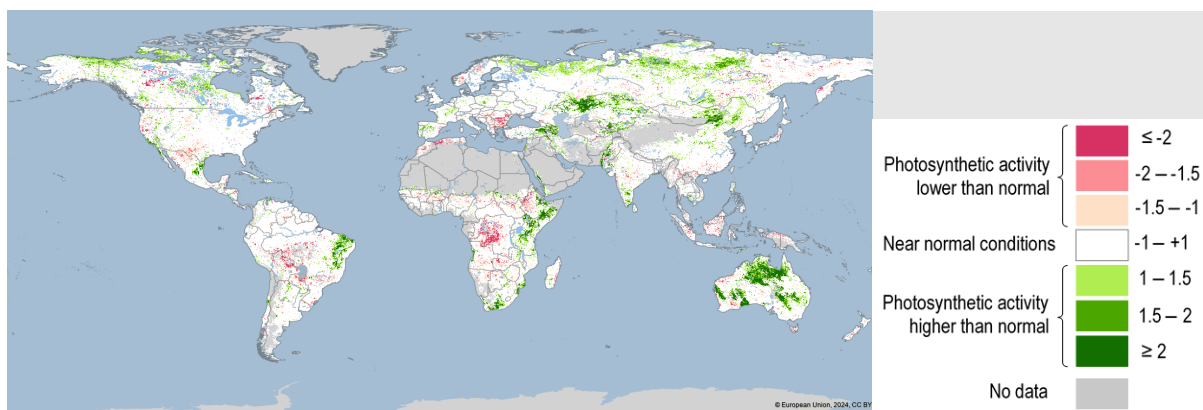 Photosynthetic activity
lower than normal
≤ -2
-2 – -1.5
-1.5 – -1
Near normal conditions
-1 – +1
Photosynthetic activity
higher than normal
1 – 1.5
1.5 – 2
≥ 2
No data
© European Union, 2024, CC BY